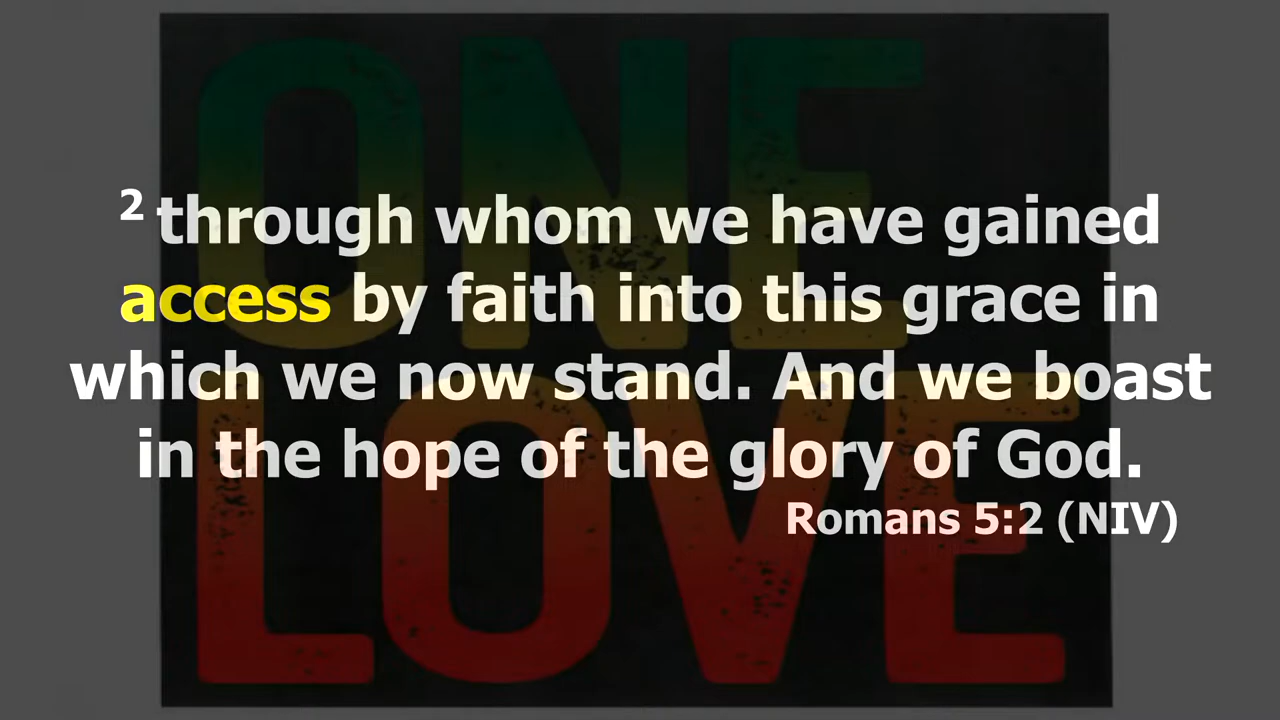 ONE
LOVE
2 through whom we have gained
access by faith into this grace in
which we now stand. And we boast
in the hope of the glory of God.
Romans 5:2 (NIV)